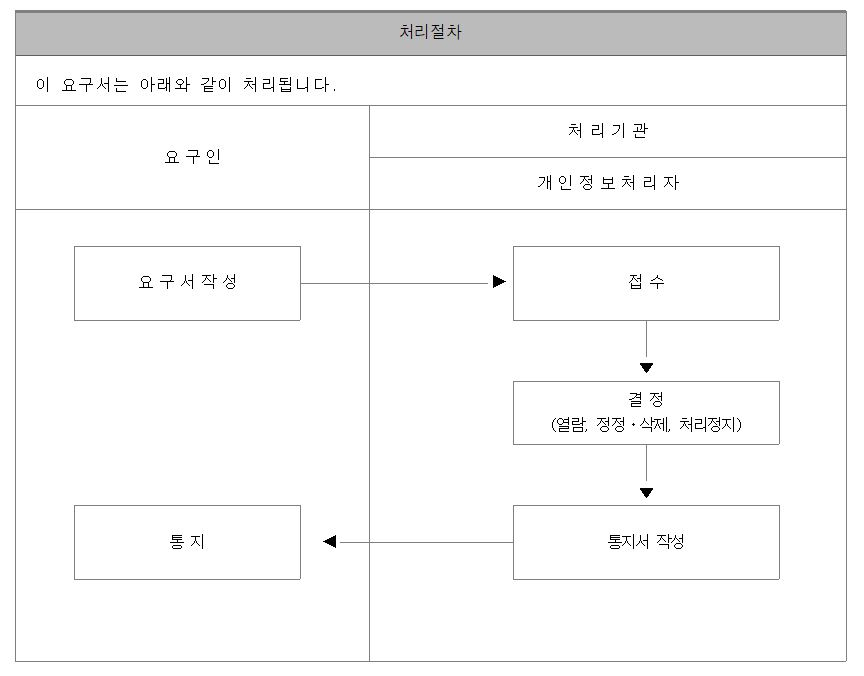 처리절차
이 요구서는 아래와 같이 처리됩니다.
요구인
처리기관
개인정보처리자
요구서작성
접수
결정
(열람, 정정·삭제, 처리정지)
통지
통지서 작성